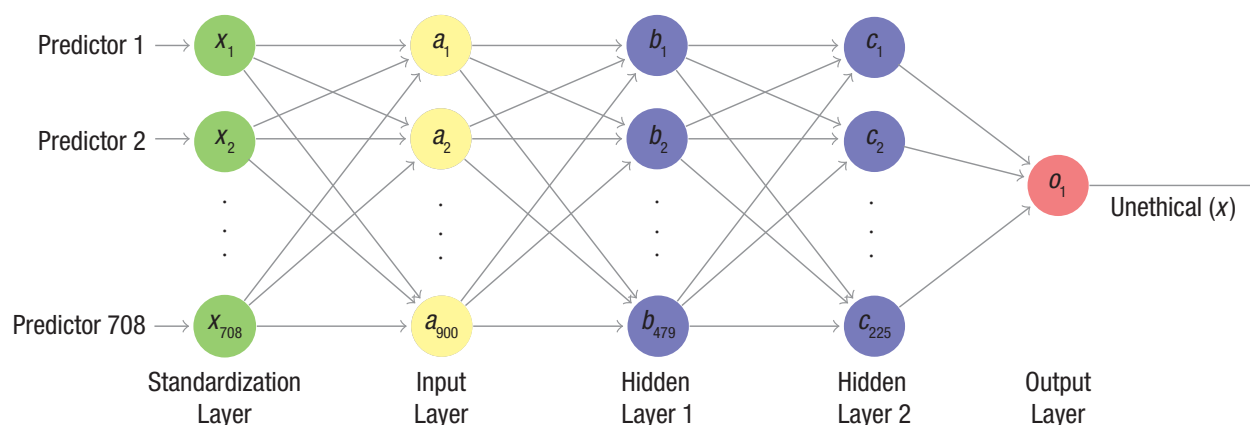 Predictor 1
x1
a1
b1
c1
Predictor 2
x2
a2
b2
c2
o1
Unethical (x)
Predictor 708
x708
a900
b479
c225
Standardization
Layer
Input
Layer
Hidden
Layer 1
Hidden
Layer 2
Output
Layer